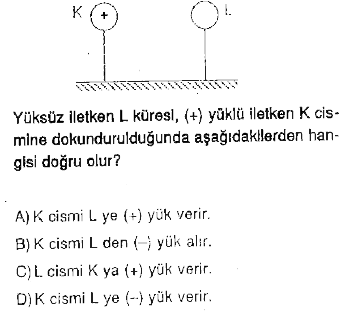 K + L
Yüksüz iletken L küresi, (+) yüklü iletken K cis-
mine dokundurulduğunda aşağıdakilerden han-
gisi doğru olur?
A) K cismi L ye (+) yük verir.
B) K cismi L den (–) yük alır.
C) L cismi K ya (+) yük verir.
D) K cismi L ye (–) yük verir.